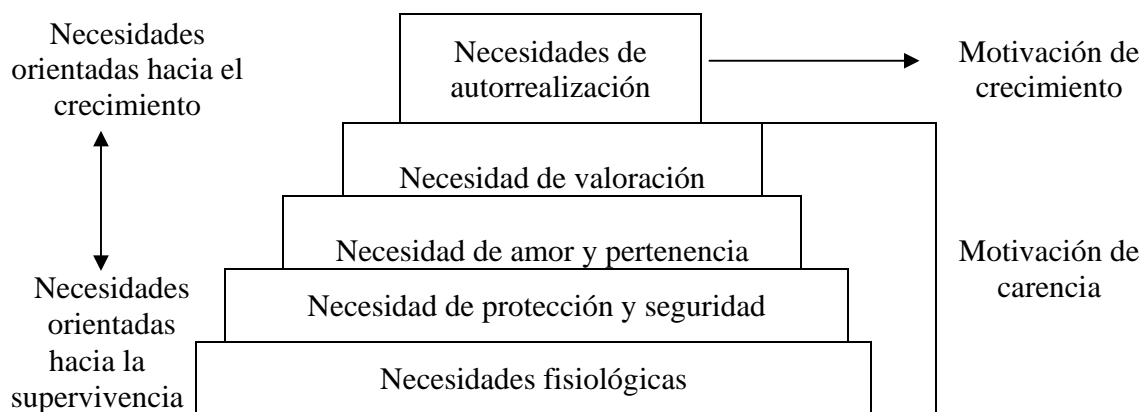 Necesidades
orientadas hacia el
crecimiento
Necesidades de
autorrealización
Motivación de
crecimiento
Necesidad de valoración
Necesidad de amor y pertenencia
Necesidad de protección y seguridad
Necesidades fisiológicas
Motivación de
carencia
Necesidades
orientadas
hacia la
supervivencia